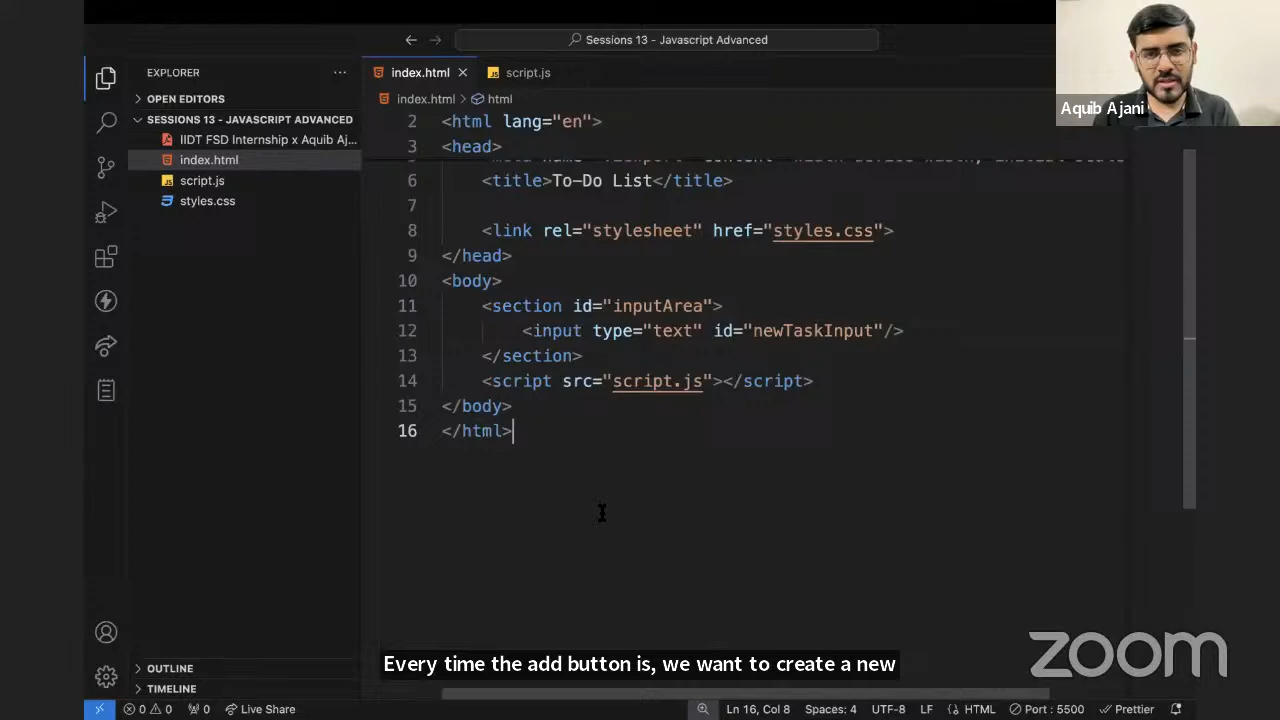 Sessions 13 - Javascript Advanced
Aquib Ajani
EXPLORER
OPEN EDITORS
SESSIONS 13 - JAVASCRIPT ADVANCED
IIDT FSD Internship x Aquib Aj...
index.html
script.js
styles.css
OUTLINE
TIMELINE
index.html
script.js
index.html > html
2 <html lang="en">
3 <head>
6 <title>To-Do List</title>
7
8 <link rel="stylesheet" href="styles.css">
9 </head>
10 <body>
11 <section id="inputArea">
12 <input type="text" id="newTaskInput"/>
13 </section>
14 <script src="script.js"></script>
15 </body>
16 </html>
Every time the add button is, we want to create a new
zoom
0 0 0 Live Share
Ln 16, Col 8 Spaces: 4 UTF-8 LF HTML Port : 5500 Prettier